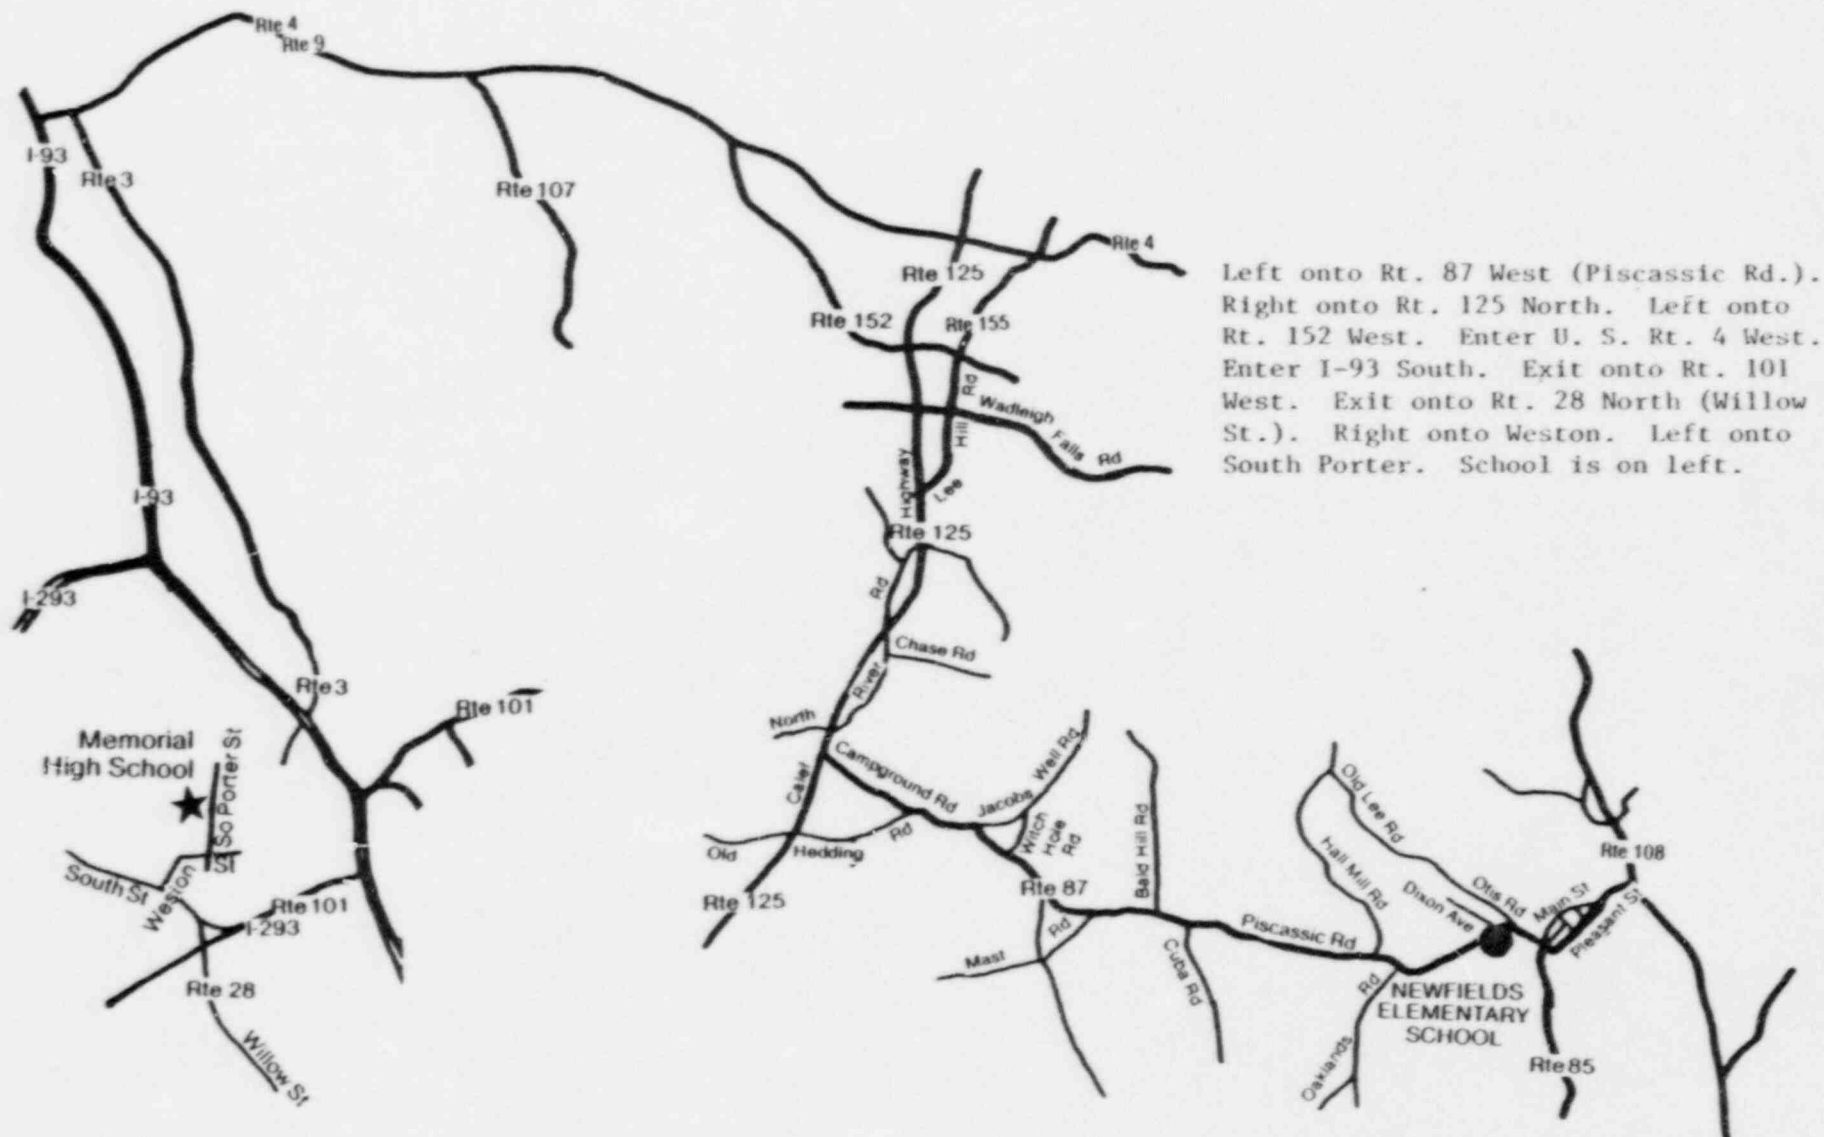 Rte 4
Rte 9
I-93
Rte 3
Rte 107
Rte 4
Rte 125
Rte 152
Rte 155
Left onto Rt. 87 West (Piscassic Rd.).
Right onto Rt. 125 North. Left onto
Rt. 152 West. Enter U. S. Rt. 4 West.
Enter I-93 South. Exit onto Rt. 101
West. Exit onto Rt. 28 North (Willow
St.). Right onto Weston. Left onto
South Porter. School is on left.
Wadleigh Falls Rd
Lee Hill Rd
Highway
I-93
Rte 125
I-293
Rd
Chase Rd
River
North
Rte 3
Rte 101
Memorial
High School
So Porter St
South St
Weston St
Rte 101
I-293
Rte 28
Willow St
Calef
Campground Rd
Jacobs Well Rd
Witch Hole Rd
Old Hedding Rd
Rte 125
Rte 87
Bald Hill Rd
Mast Rd
Cuba Rd
Piscassic Rd
Old Lee Rd
Hall Mill Rd
Dixon Ave
Otis Rd
Main St
Pleasant St
Rte 108
NEWFIELDS
ELEMENTARY
SCHOOL
Oaklands Rd
Rte 85